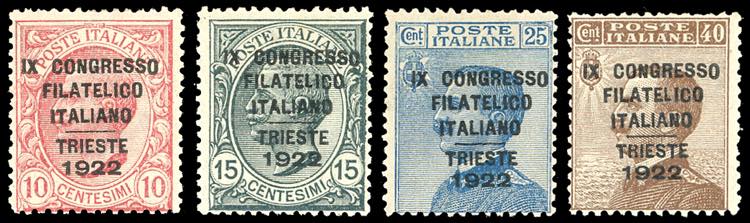 POSTE ITALIANE
IX CONGRESSO
FILATELICO
ITALIANO
TRIESTE
1922
10 CENTESIMI 10
POSTE ITALIANE
IX CONGRESSO
FILATELICO
ITALIANO
TRIESTE
1922
15 15
CENTESIMI
Cent POSTE 25
ITALIANE
IX CONGRESSO
FILATELICO
ITALIANO
TRIESTE
1922
Cent POSTE 40
ITALIANE
IX CONGRESSO
FILATELICO
ITALIANO
TRIESTE
1922